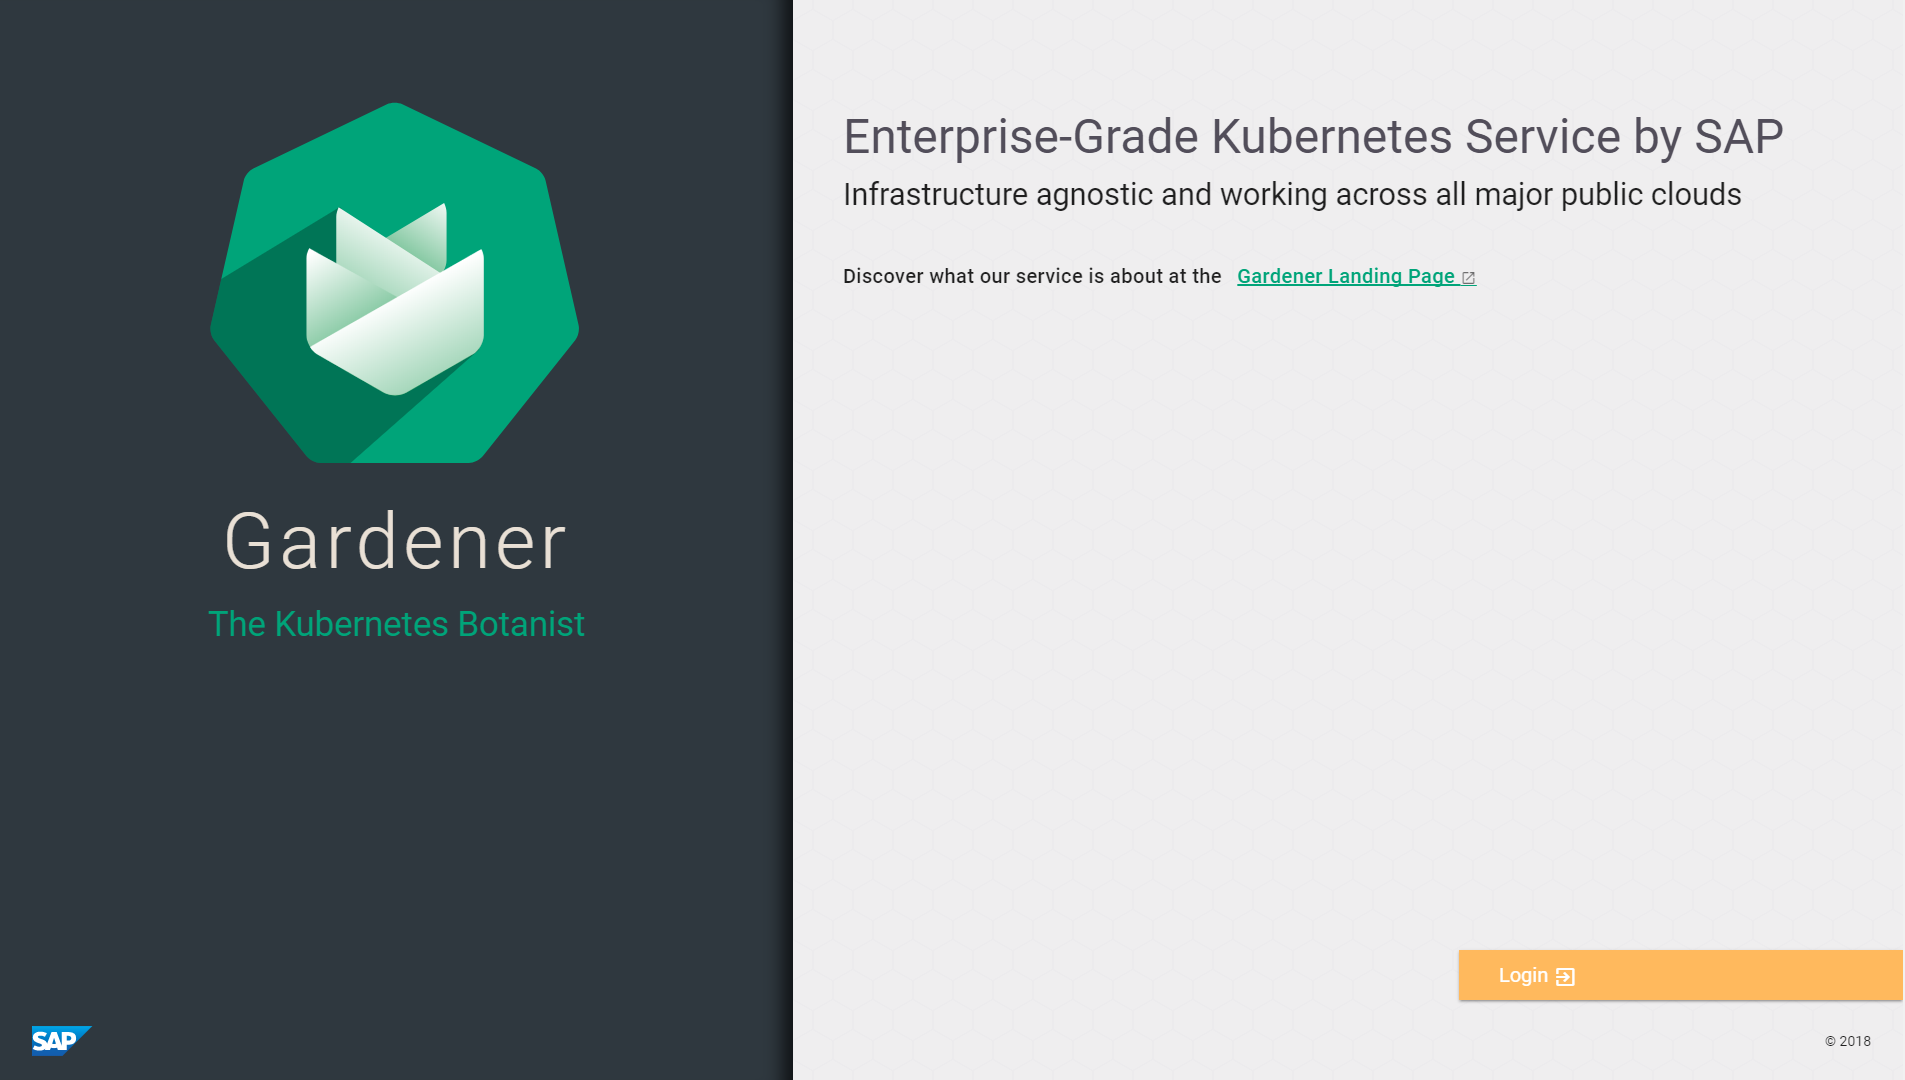 Gardener
The Kubernetes Botanist
SAP
Enterprise-Grade Kubernetes Service by SAP
Infrastructure agnostic and working across all major public clouds
Discover what our service is about at the Gardener Landing Page
Login
© 2018